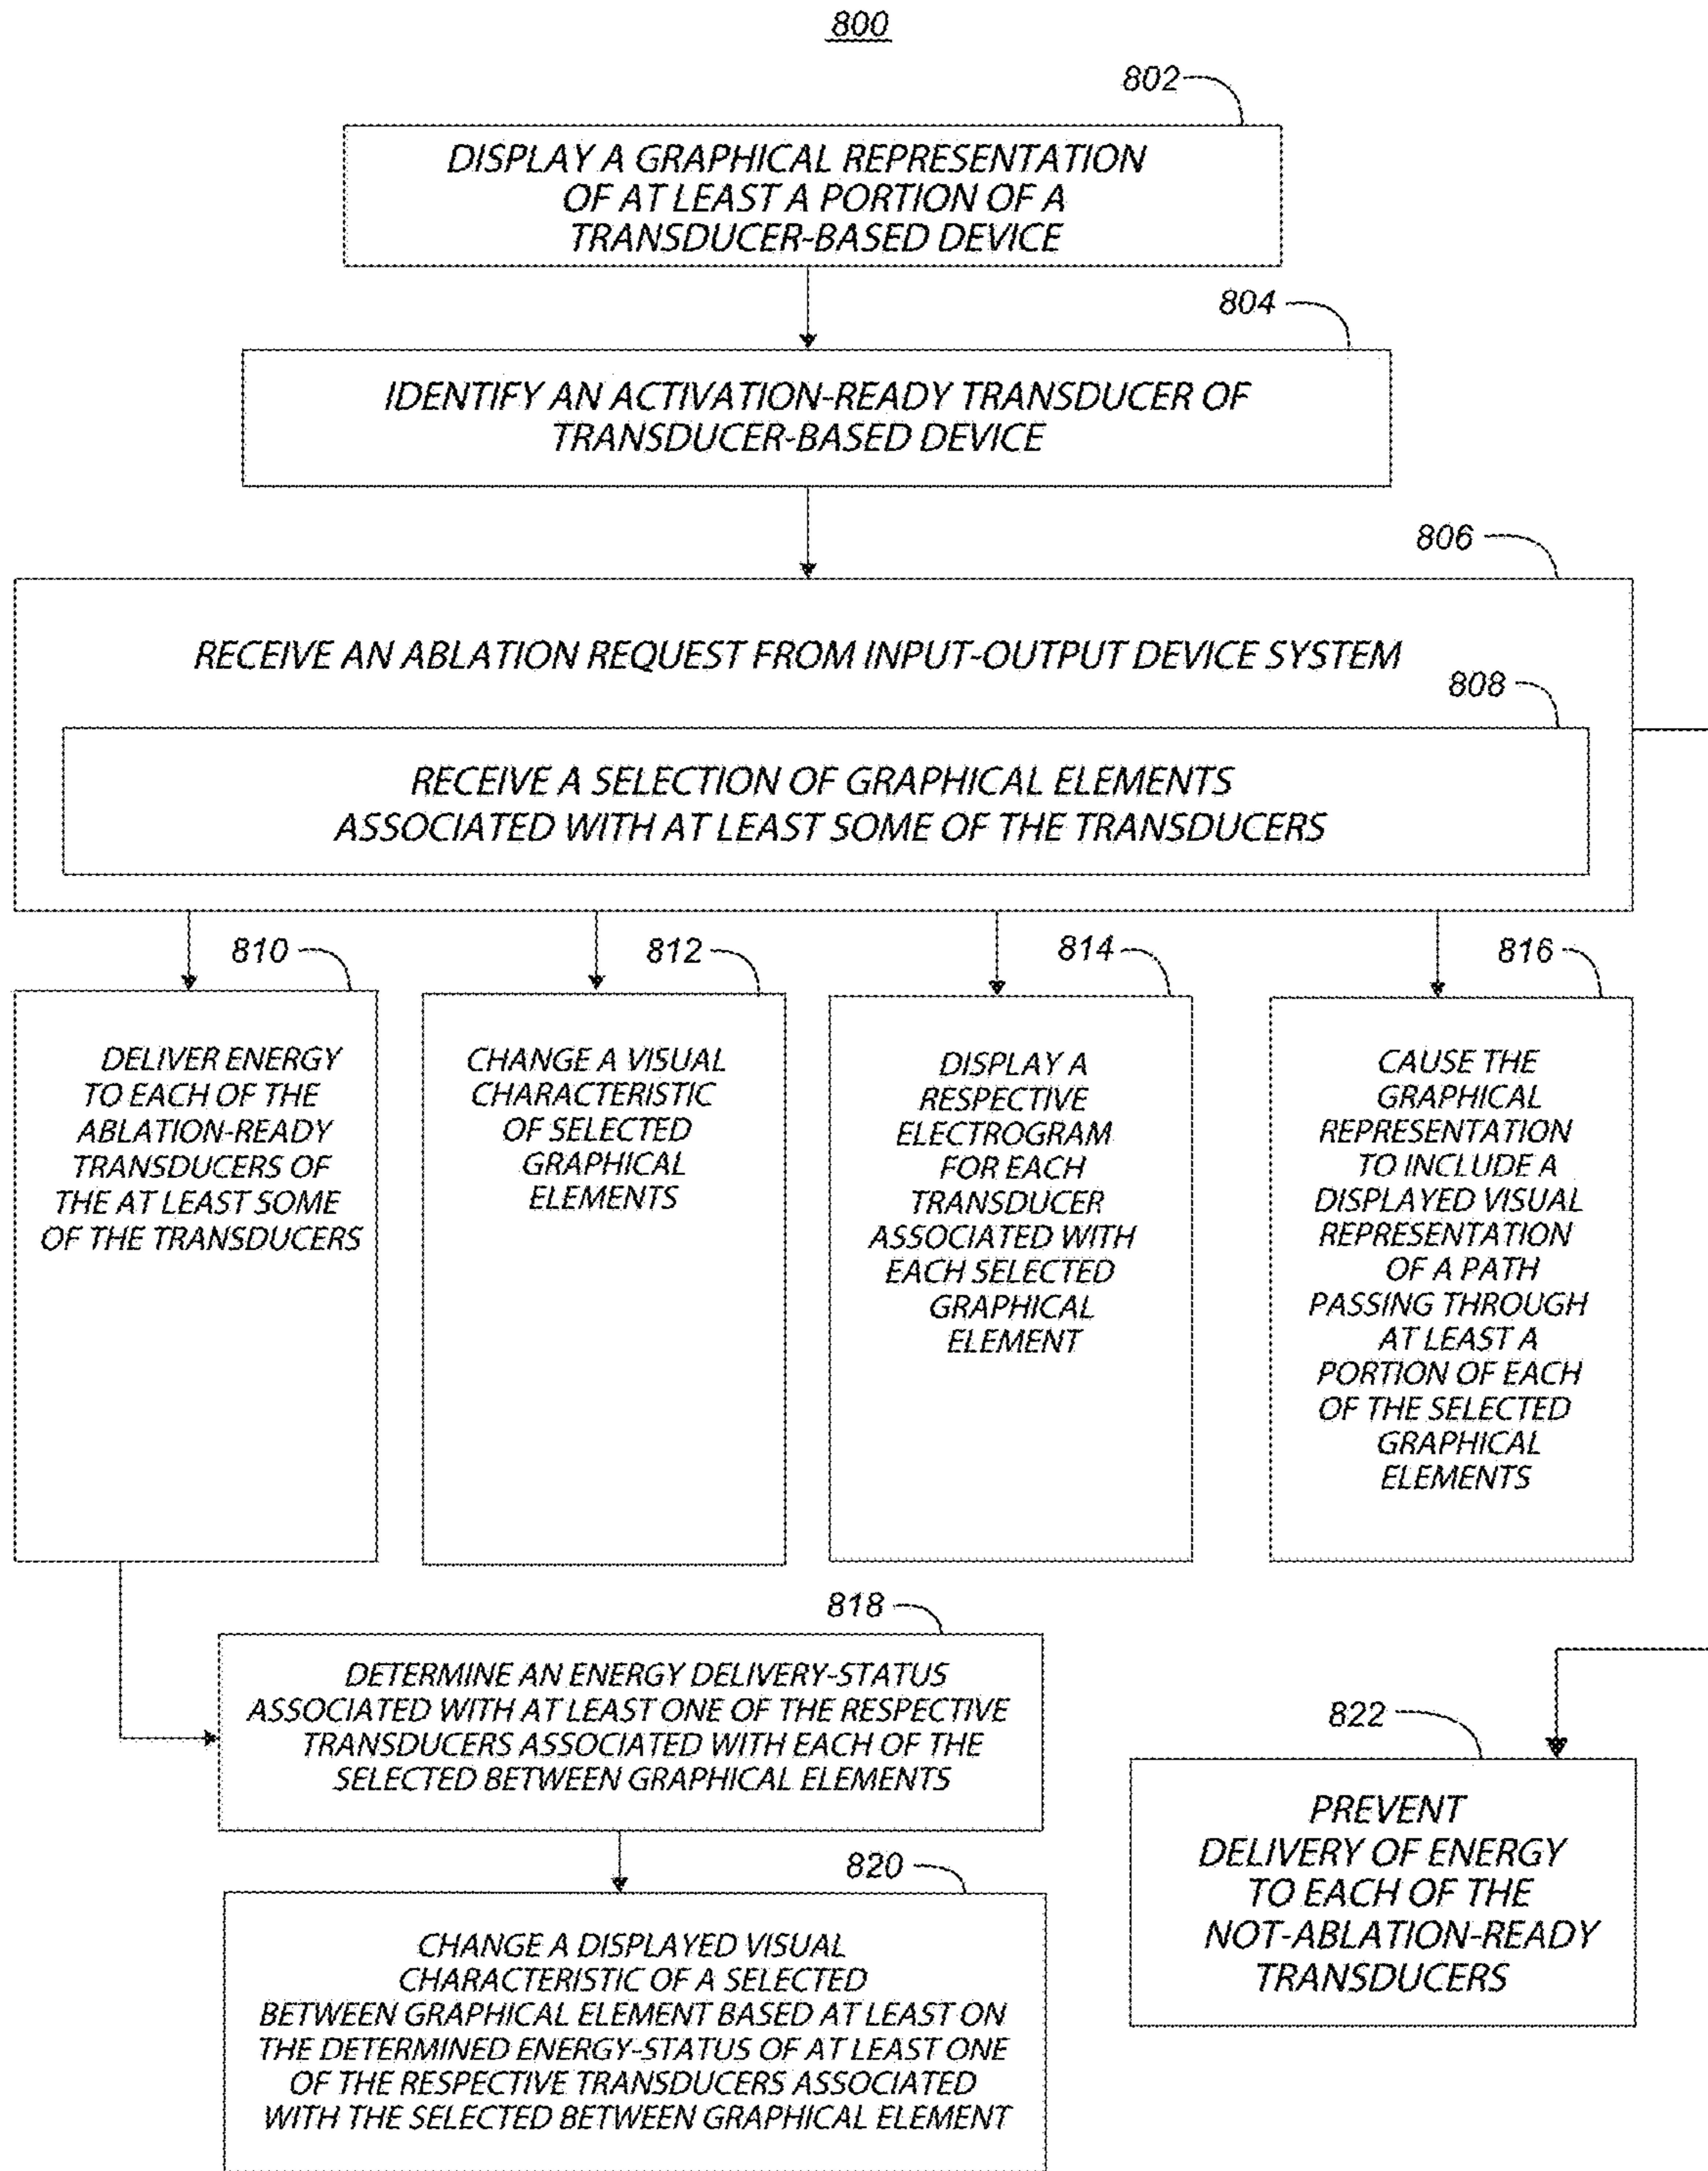 800
802
DISPLAY A GRAPHICAL REPRESENTATION
OF AT LEAST A PORTION OF A
TRANSDUCER-BASED DEVICE
804
IDENTIFY AN ACTIVATION-READY TRANSDUCER OF
TRANSDUCER-BASED DEVICE
806
RECEIVE AN ABLATION REQUEST FROM INPUT-OUTPUT DEVICE SYSTEM
808
RECEIVE A SELECTION OF GRAPHICAL ELEMENTS
ASSOCIATED WITH AT LEAST SOME OF THE TRANSDUCERS
810
DELIVER ENERGY
TO EACH OF THE
ABLATION-READY
TRANSDUCERS OF
THE AT LEAST SOME
OF THE TRANSDUCERS
812
CHANGE A VISUAL
CHARACTERISTIC
OF SELECTED
GRAPHICAL
ELEMENTS
814
DISPLAY A
RESPECTIVE
ELECTROGRAM
FOR EACH
TRANSDUCER
ASSOCIATED WITH
EACH SELECTED
GRAPHICAL
ELEMENT
816
CAUSE THE
GRAPHICAL
REPRESENTATION
TO INCLUDE A
DISPLAYED VISUAL
REPRESENTATION
OF A PATH
PASSING THROUGH
AT LEAST A
PORTION OF EACH
OF THE SELECTED
GRAPHICAL
ELEMENTS
818
DETERMINE AN ENERGY DELIVERY-STATUS
ASSOCIATED WITH AT LEAST ONE OF THE RESPECTIVE
TRANSDUCERS ASSOCIATED WITH EACH OF THE
SELECTED BETWEEN GRAPHICAL ELEMENTS
820
CHANGE A DISPLAYED VISUAL
CHARACTERISTIC OF A SELECTED
BETWEEN GRAPHICAL ELEMENT BASED AT LEAST ON
THE DETERMINED ENERGY-STATUS OF AT LEAST ONE
OF THE RESPECTIVE TRANSDUCERS ASSOCIATED
WITH THE SELECTED BETWEEN GRAPHICAL ELEMENT
822
PREVENT
DELIVERY OF ENERGY
TO EACH OF THE
NOT-ABLATION-READY
TRANSDUCERS